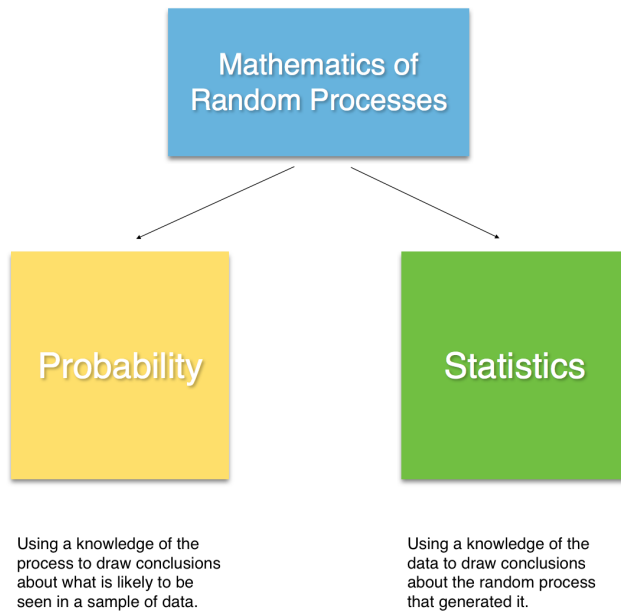 Mathematics of
Random Processes
Probability
Statistics
Using a knowledge of the
process to draw conclusions
about what is likely to be
seen in a sample of data.
Using a knowledge of the
data to draw conclusions
about the random process
that generated it.